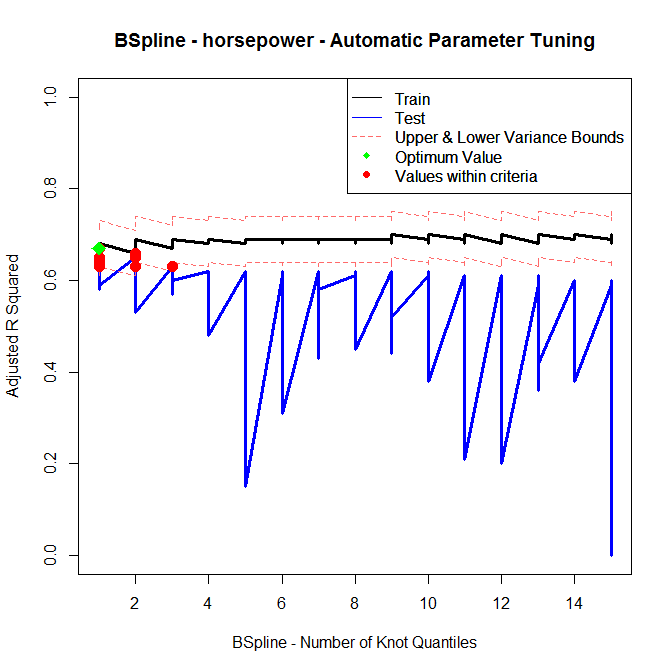 BSpline - horsepower - Automatic Parameter Tuning
Train
Test
Upper & Lower Variance Bounds
Optimum Value
Values within criteria
Adjusted R Squared
1.0
0.8
0.6
0.4
0.2
0.0
2 4 6 8 10 12 14
BSpline - Number of Knot Quantiles